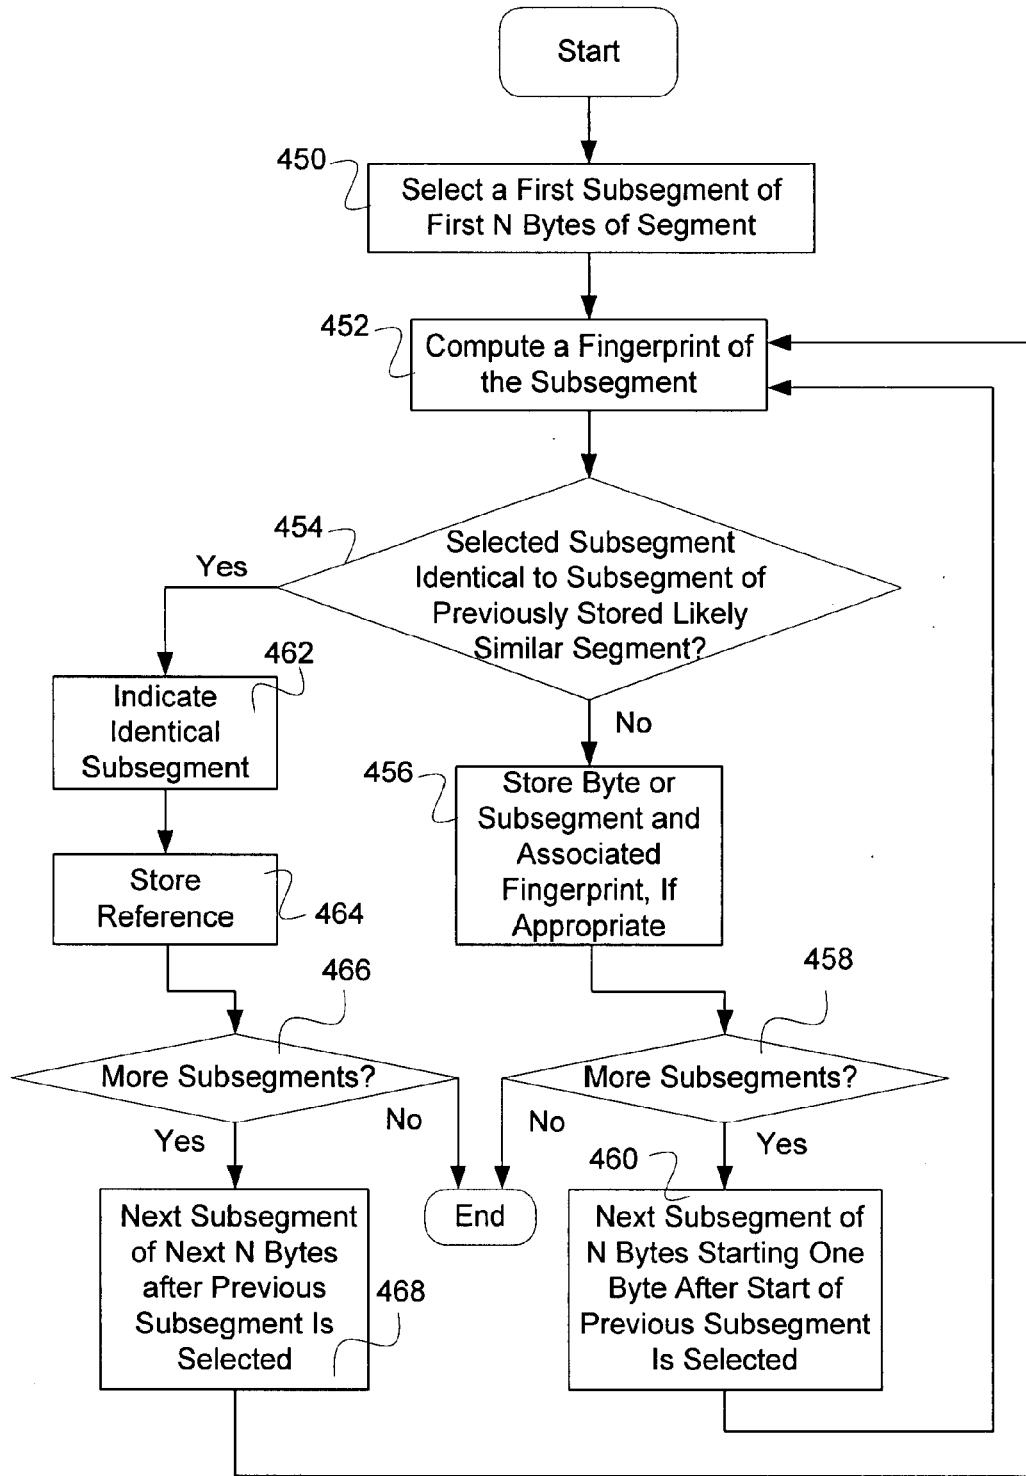 Start
450
Select a First Subsegment of
First N Bytes of Segment
452
Compute a Fingerprint of
the Subsegment
454
Selected Subsegment
Identical to Subsegment of
Previously Stored Likely
Similar Segment?
Yes
No
462
Indicate
Identical
Subsegment
456
Store Byte or
Subsegment and
Associated
Fingerprint, If
Appropriate
Store
Reference
464
466
More Subsegments?
458
More Subsegments?
No
Yes
No
Yes
End
460
Next Subsegment
of Next N Bytes
after Previous
Subsegment Is
Selected
468
Next Subsegment of
N Bytes Starting One
Byte After Start of
Previous Subsegment
Is Selected